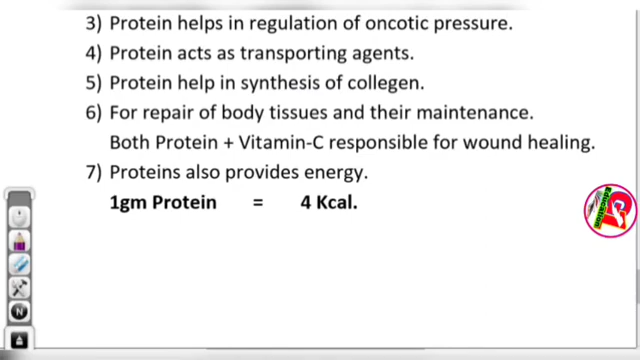 3) Protein helps in regulation of oncotic pressure.
4) Protein acts as transporting agents.
5) Protein help in synthesis of collegen.
6) For repair of body tissues and their maintenance.
Both Protein + Vitamin-C responsible for wound healing.
7) Proteins also provides energy.
1gm Protein = 4 Kcal.
Education
N